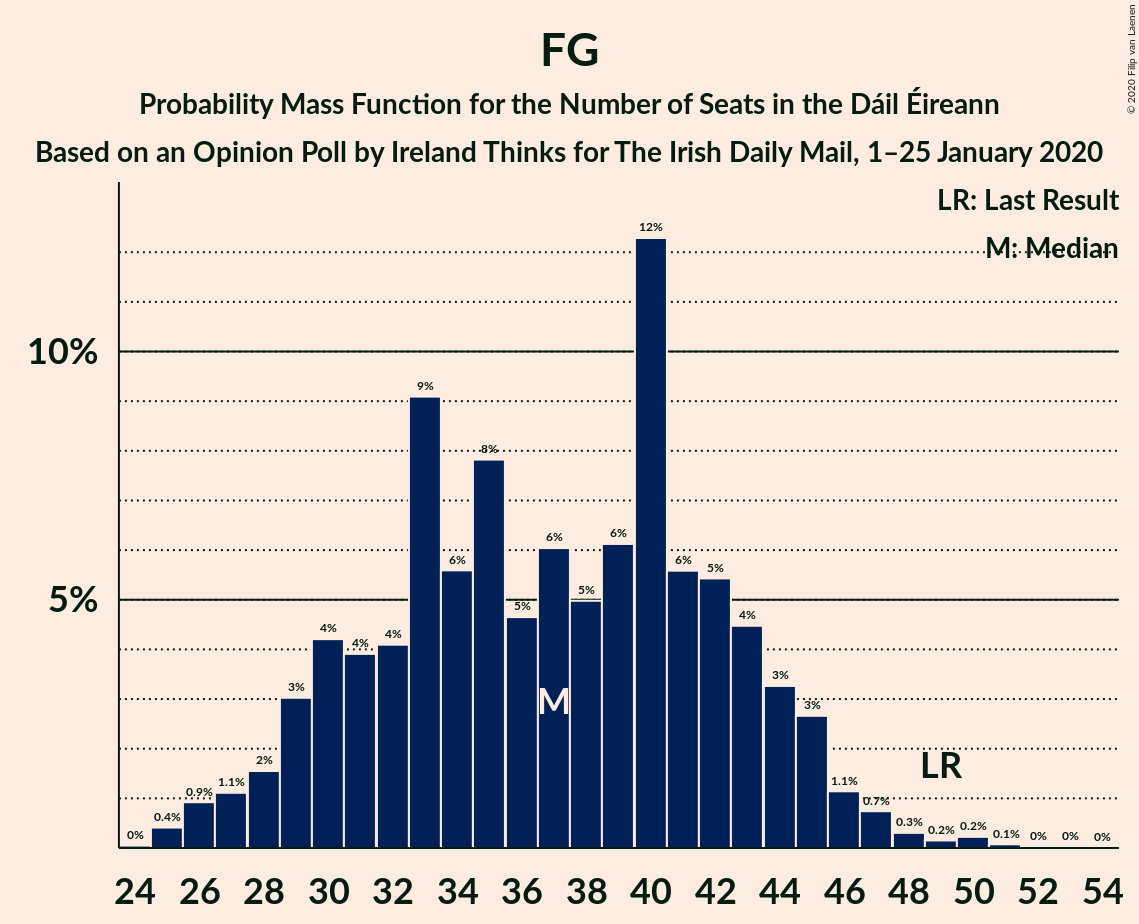 FG
Probability Mass Function for the Number of Seats in the Dáil Éireann
Based on an Opinion Poll by Ireland Thinks for The Irish Daily Mail, 1–25 January 2020
© 2020 Filip van Laenen
LR: Last Result
M: Median
10%
5%
0% 0.4% 0.9% 1.1% 2% 3% 4% 4% 4% 9% 6% 8% 5% 6% 5% 6% 12% 6% 5% 4% 3% 3% 1.1% 0.7% 0.3% 0.2% 0.2% 0.1% 0% 0% 0%
M
LR
24 26 28 30 32 34 36 38 40 42 44 46 48 50 52 54